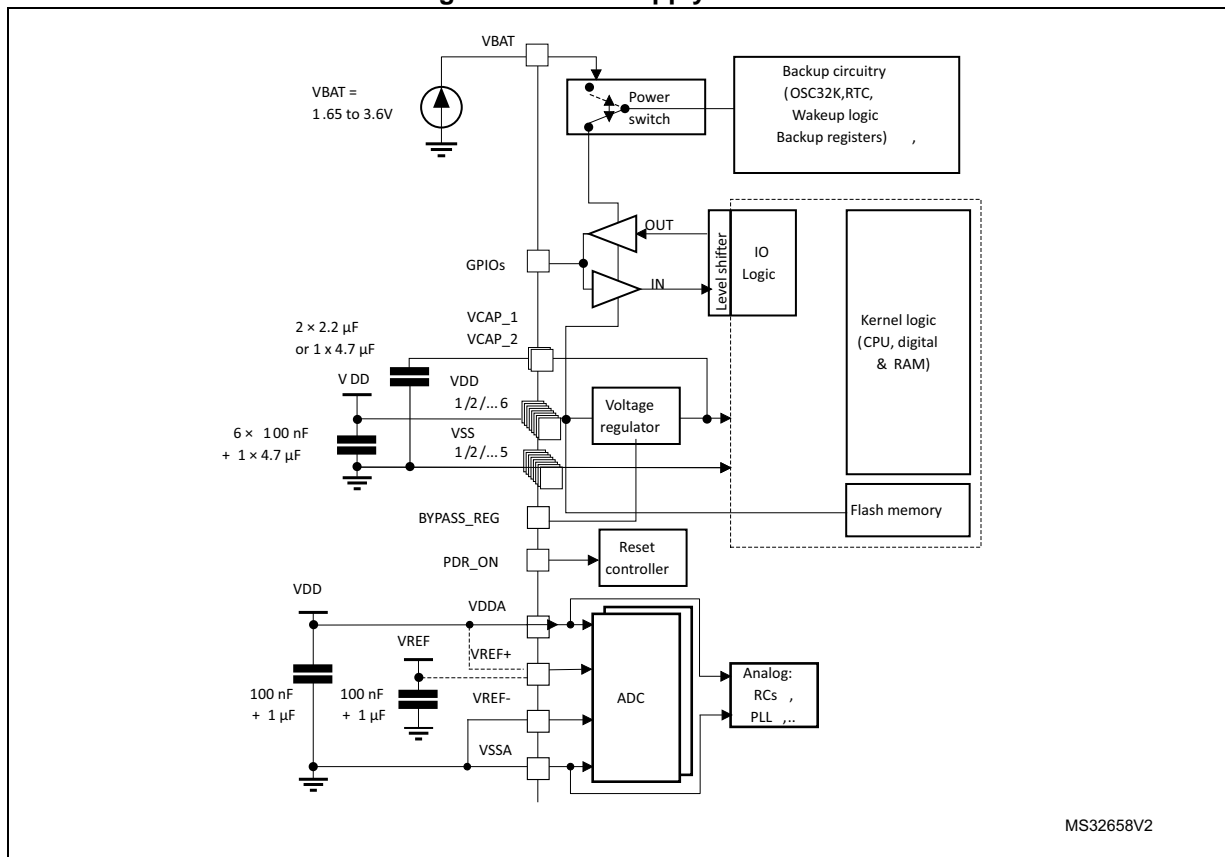 VBAT
VBAT =
1.65 to 3.6V
Power
switch
Backup circuitry
(OSC32K,RTC,
Wakeup logic
Backup registers) ,
OUT
GPIOs
IN
Level shifter
IO
Logic
Kernel logic
(CPU, digital
& RAM)
VCAP_1
VCAP_2
2 × 2.2 µF
or 1 x 4.7 µF
V DD
VDD
1/2/... 6
Voltage
regulator
6 × 100 nF
+ 1 × 4.7 µF
VSS
1/2/... 5
Flash memory
BYPASS_REG
PDR_ON
Reset
controller
VDD
VDDA
VREF
VREF+
100 nF
+ 1 µF
100 nF
+ 1 µF
VREF-
ADC
Analog:
RCs ,
PLL ,..
VSSA
MS32658V2